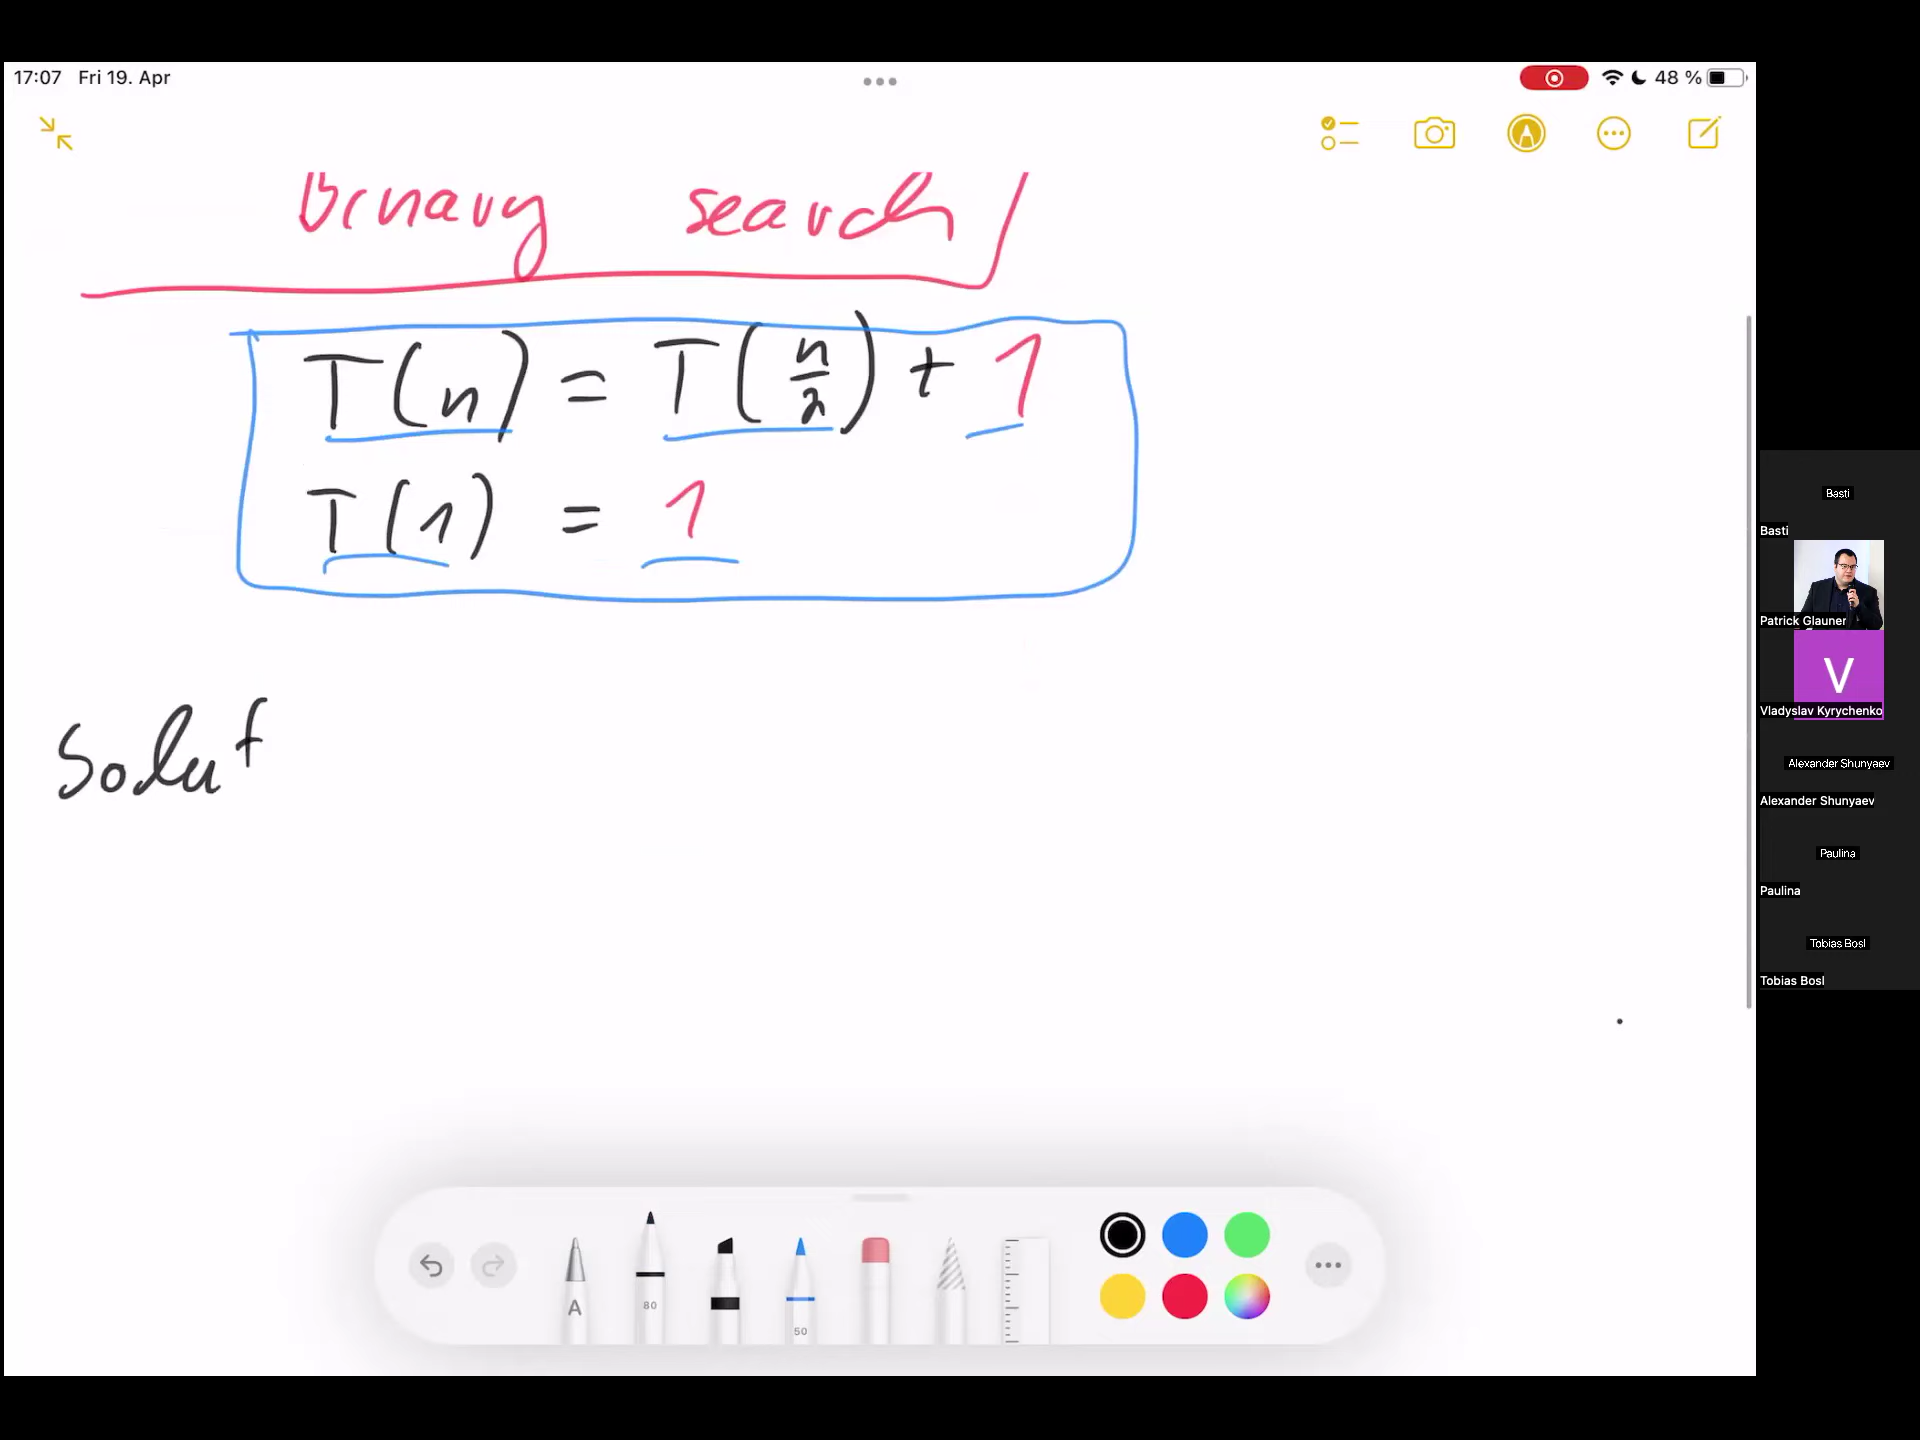 17:07 Fri 19. Apr
48 %
Binary search
T(n) = T(n/2) + 1
T(1) = 1
Solut
A
80
50
Basti
Basti
Patrick Glauner
V
Vladyslav Kyrychenko
Alexander Shunyaev
Alexander Shunyaev
Paulina
Paulina
Tobias Bosl
Tobias Bosl